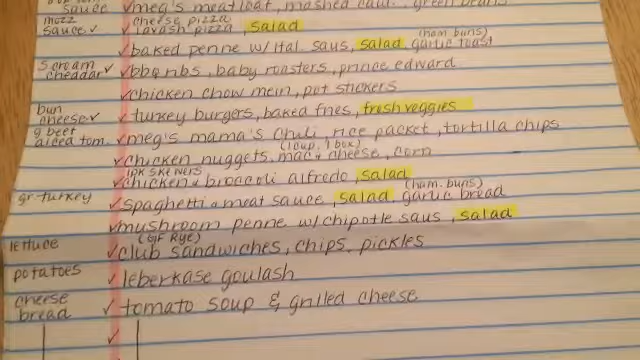 sauce ✓meg's meatloaf, mashed caul, green beans
mozz cheese pizza
sauce✓ lavash pizza, salad
(ham buns)
✓baked penne w/ Ital saus, salad garlic toast
s cream
cheddar✓ ✓bbq ribs, baby roasters, prince edward
✓chicken chow mein, pot stickers
bun
cheese✓ ✓turkey burgers, baked fries, fresh veggies
g beef
diced tom. ✓meg's mama's chili, rice packet, tortilla chips
(1 cup, 1 box)
✓chicken nuggets, mac & cheese, corn
1pk skewers
✓chicken & broccoli alfredo, salad
(ham. buns)
gr-turkey ✓spaghetti & meat sauce, salad garlic bread
✓mushroom penne w/chipotle saus, salad
(GF Rye)
lettuce ✓club sandwiches, chips, pickles
potatoes ✓leberkase goulash
cheese
bread ✓tomato soup & grilled cheese
✓